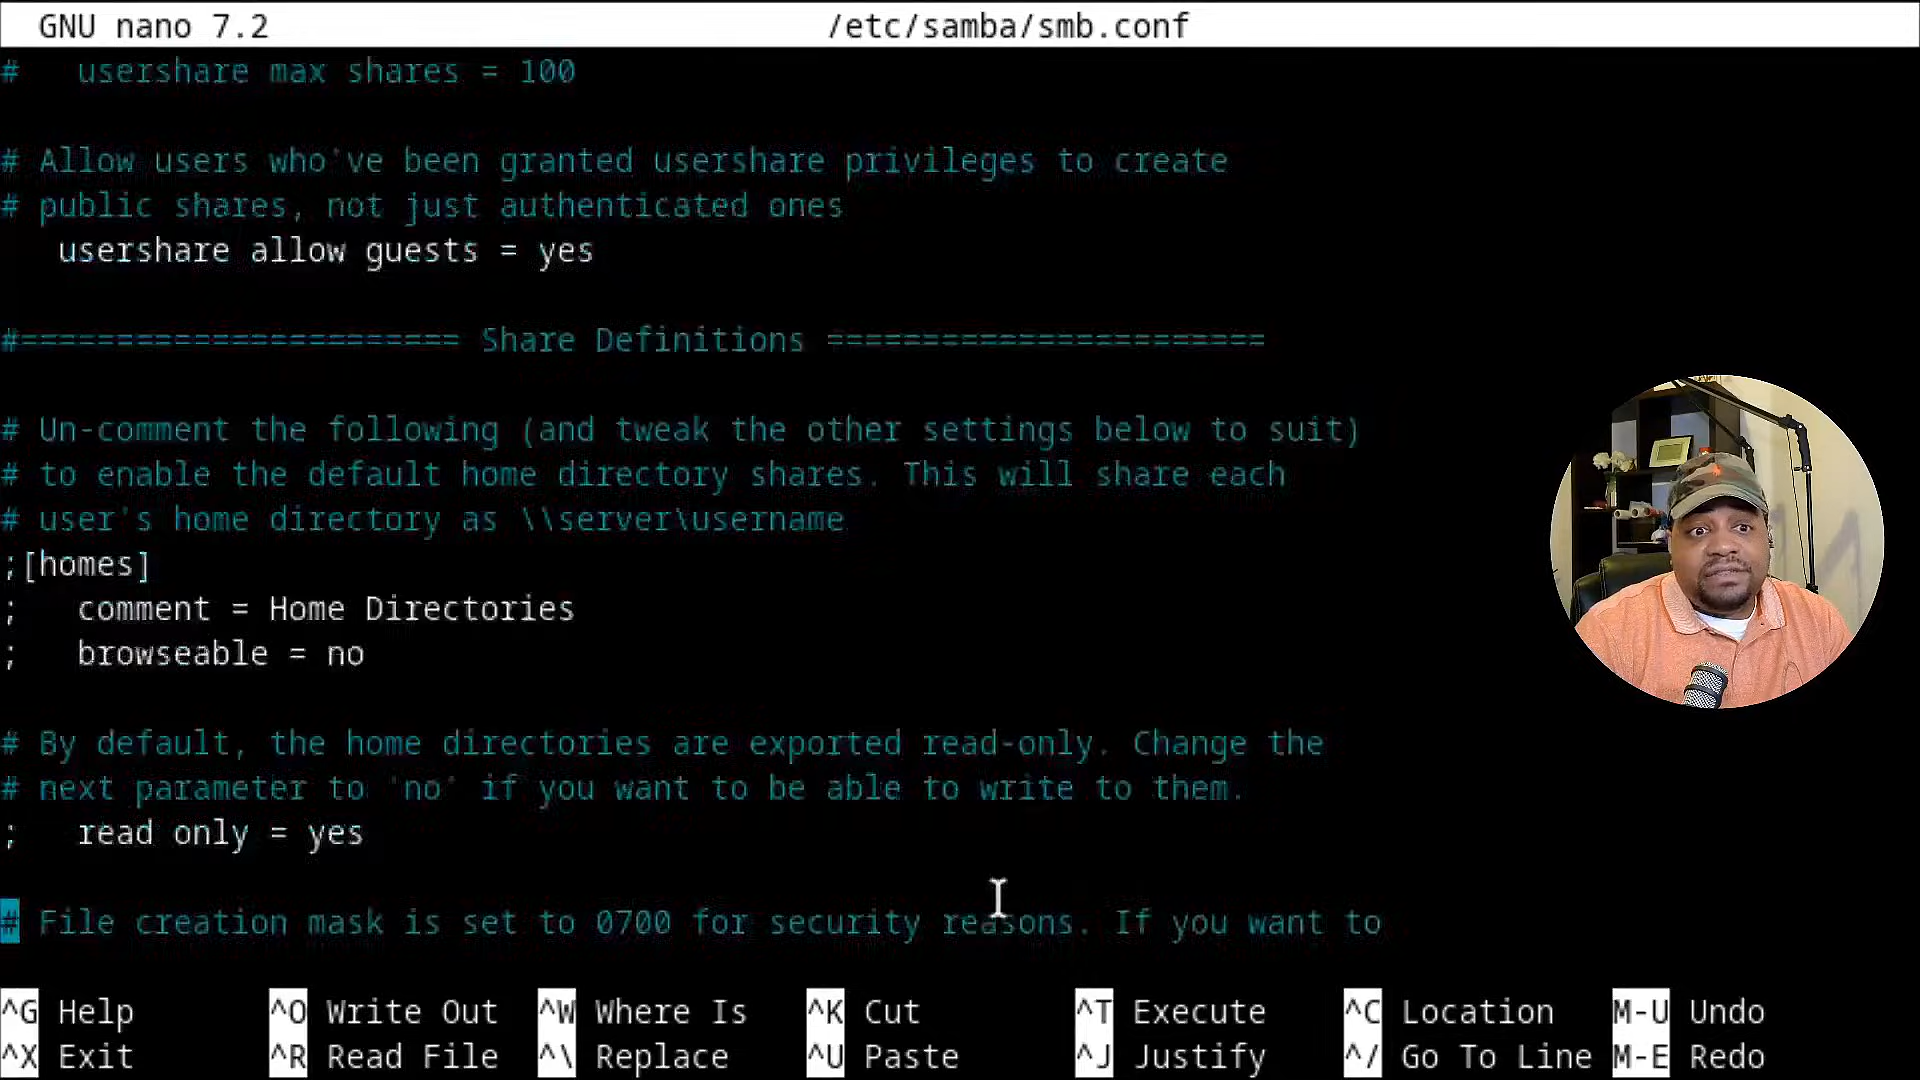 GNU nano 7.2 /etc/samba/smb.conf
#   usershare max shares = 100
# Allow users who've been granted usershare privileges to create
# public shares, not just authenticated ones
   usershare allow guests = yes
#======================= Share Definitions =======================
# Un-comment the following (and tweak the other settings below to suit)
# to enable the default home directory shares. This will share each
# user's home directory as \\server\username
;[homes]
;   comment = Home Directories
;   browseable = no
# By default, the home directories are exported read-only. Change the
# next parameter to 'no' if you want to be able to write to them.
;   read only = yes
# File creation mask is set to 0700 for security reasons. If you want to
^G Help ^O Write Out ^W Where Is ^K Cut ^T Execute ^C Location M-U Undo
^X Exit ^R Read File ^\ Replace ^U Paste ^J Justify ^/ Go To Line M-E Redo